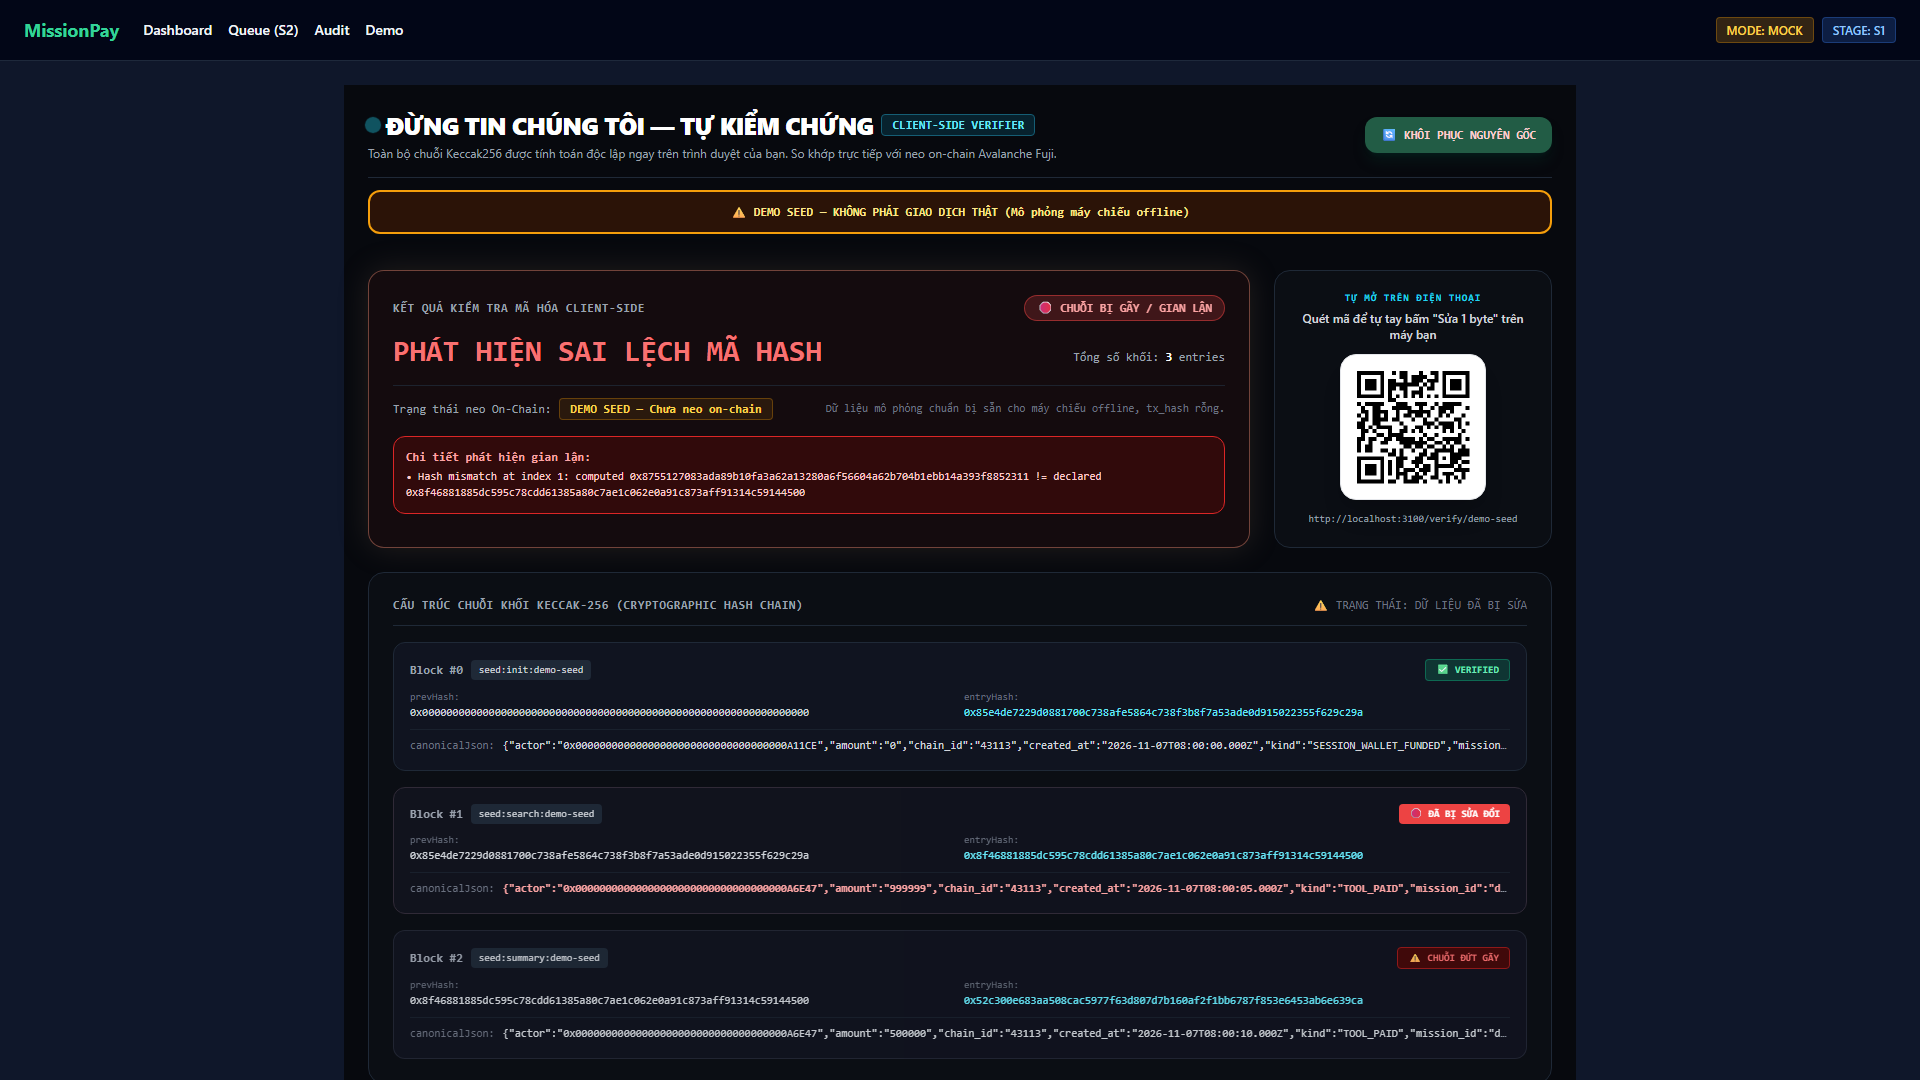 MissionPay
Dashboard
Queue (S2)
Audit
Demo
MODE: MOCK
STAGE: S1
ĐỪNG TIN CHÚNG TÔI — TỰ KIỂM CHỨNG
CLIENT-SIDE VERIFIER
Toàn bộ chuỗi Keccak256 được tính toán độc lập ngay trên trình duyệt của bạn. So khớp trực tiếp với neo on-chain Avalanche Fuji.
KHÔI PHỤC NGUYÊN GỐC
DEMO SEED — KHÔNG PHẢI GIAO DỊCH THẬT (Mô phỏng máy chiếu offline)
KẾT QUẢ KIỂM TRA MÃ HÓA CLIENT-SIDE
CHUỖI BỊ GÃY / GIAN LẬN
PHÁT HIỆN SAI LỆCH MÃ HASH
Tổng số khối: 3 entries
Trạng thái neo On-Chain:
DEMO SEED — Chưa neo on-chain
Dữ liệu mô phỏng chuẩn bị sẵn cho máy chiếu offline, tx_hash rỗng.
Chi tiết phát hiện gian lận:
• Hash mismatch at index 1: computed 0x8755127083ada89b10fa3a62a13280a6f56604a62b704b1ebb14a393f8852311 != declared
0x8f46881885dc595c78cdd61385a80c7ae1c062e0a91c873aff91314c59144500
TỰ MỞ TRÊN ĐIỆN THOẠI
Quét mã để tự tay bấm "Sửa 1 byte" trên
máy bạn
http://localhost:3100/verify/demo-seed
CẤU TRÚC CHUỖI KHỐI KECCAK-256 (CRYPTOGRAPHIC HASH CHAIN)
TRẠNG THÁI: DỮ LIỆU ĐÃ BỊ SỬA
Block #0
seed:init:demo-seed
VERIFIED
prevHash:
0x0000000000000000000000000000000000000000000000000000000000000000
entryHash:
0x85e4de7229d0881700c738afe5864c738f3b8f7a53ade0d915022355f629c29a
canonicalJson: {"actor":"0x000000000000000000000000000000000000A11CE","amount":"0","chain_id":"43113","created_at":"2026-11-07T08:00:00.000Z","kind":"SESSION_WALLET_FUNDED","mission…
Block #1
seed:search:demo-seed
ĐÃ BỊ SỬA ĐỔI
prevHash:
0x85e4de7229d0881700c738afe5864c738f3b8f7a53ade0d915022355f629c29a
entryHash:
0x8f46881885dc595c78cdd61385a80c7ae1c062e0a91c873aff91314c59144500
canonicalJson: {"actor":"0x000000000000000000000000000000000000A6E47","amount":"999999","chain_id":"43113","created_at":"2026-11-07T08:00:05.000Z","kind":"TOOL_PAID","mission_id":"d…
Block #2
seed:summary:demo-seed
CHUỖI ĐỨT GÃY
prevHash:
0x8f46881885dc595c78cdd61385a80c7ae1c062e0a91c873aff91314c59144500
entryHash:
0x52c300e683aa508cac5977f63d807d7b160af2f1bb6787f853e6453ab6e639ca
canonicalJson: {"actor":"0x000000000000000000000000000000000000A6E47","amount":"500000","chain_id":"43113","created_at":"2026-11-07T08:00:10.000Z","kind":"TOOL_PAID","mission_id":"d…